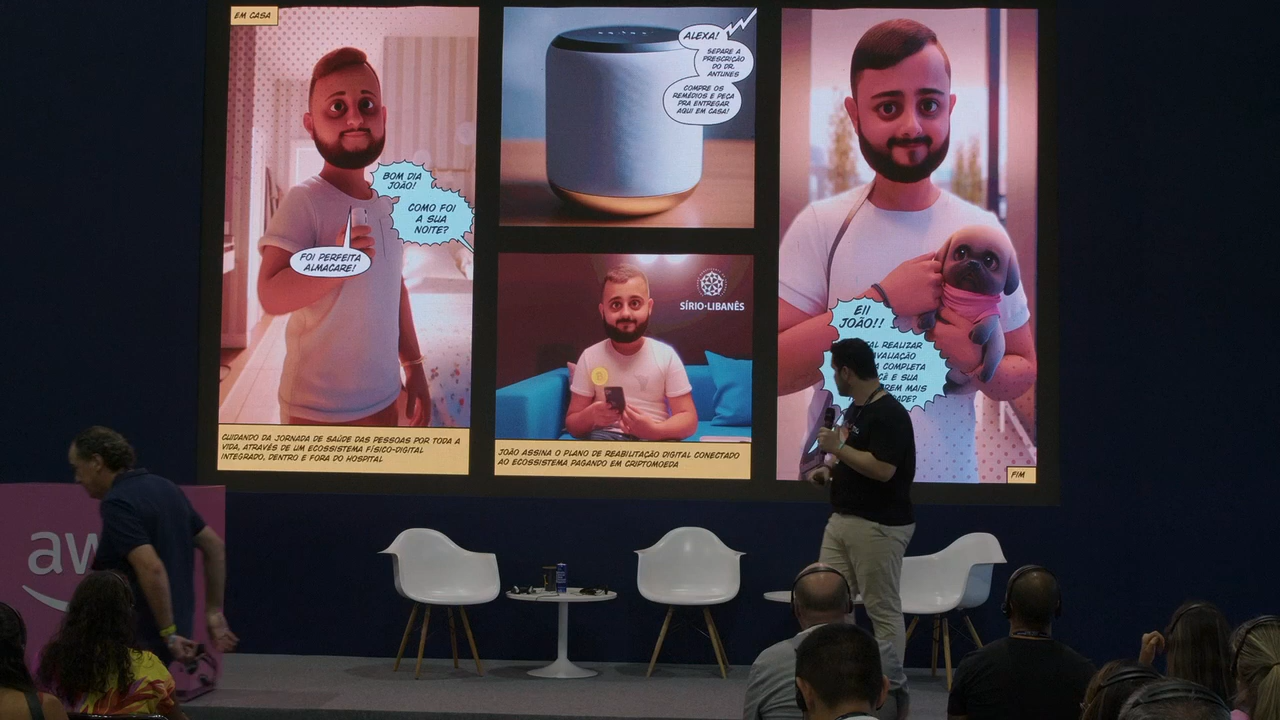 EM CASA
BOM DIA
JOÃO!
COMO FOI
A SUA
NOITE?
FOI PERFEITA
ALMACARE!
CUIDANDO DA JORNADA DE SAÚDE DAS PESSOAS POR TODA A
VIDA, ATRAVÉS DE UM ECOSSISTEMA FÍSICO-DIGITAL
INTEGRADO, DENTRO E FORA DO HOSPITAL
ALEXA!
SEPARE A
PRESCRIÇÃO
DO DR.
ANTUNES
COMPRE OS
REMÉDIOS E PEÇA
PRA ENTREGAR
AQUI EM CASA!
SÍRIO-LIBANÊS
JOÃO ASSINA O PLANO DE REABILITAÇÃO DIGITAL CONECTADO
AO ECOSSISTEMA PAGANDO EM CRIPTOMOEDA
EII
JOÃO!!
REALIZAR
COMPLETA
E SUA
MAIS
FIM